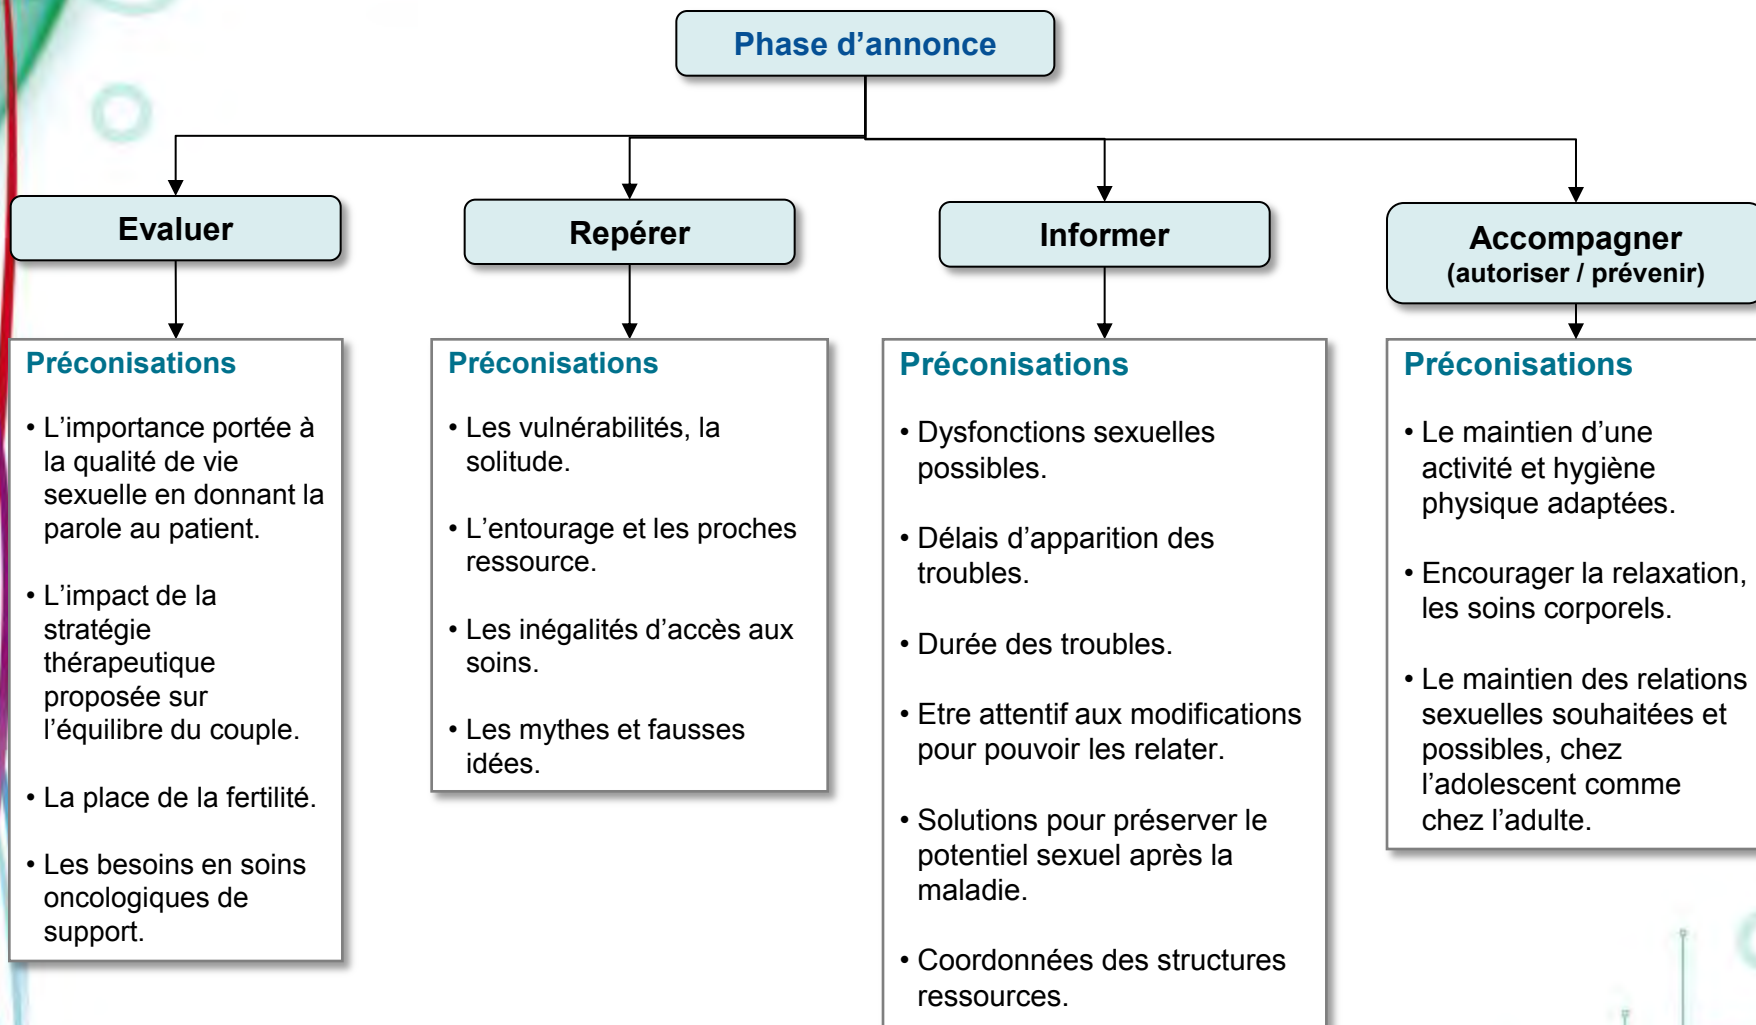 Phase d'annonce
Evaluer
Préconisations
• L'importance portée à
la qualité de vie
sexuelle en donnant la
parole au patient.
• L'impact de la
stratégie
thérapeutique
proposée sur
l'équilibre du couple.
• La place de la fertilité.
• Les besoins en soins
oncologiques de
support.
Repérer
Préconisations
• Les vulnérabilités, la
solitude.
• L'entourage et les proches
ressource.
• Les inégalités d'accès aux
soins.
• Les mythes et fausses
idées.
Informer
Préconisations
• Dysfonctions sexuelles
possibles.
• Délais d'apparition des
troubles.
• Durée des troubles.
• Etre attentif aux modifications
pour pouvoir les relater.
• Solutions pour préserver le
potentiel sexuel après la
maladie.
• Coordonnées des structures
ressources.
Accompagner
(autoriser / prévenir)
Préconisations
• Le maintien d'une
activité et hygiène
physique adaptées.
• Encourager la relaxation,
les soins corporels.
• Le maintien des relations
sexuelles souhaitées et
possibles, chez
l'adolescent comme
chez l'adulte.